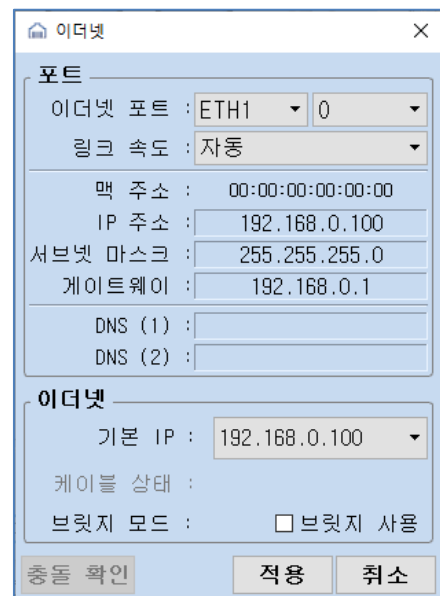 이더넷
포트
이더넷 포트 : ETH1 0
링크 속도 : 자동
맥 주소 : 00:00:00:00:00:00
IP 주소 : 192.168.0.100
서브넷 마스크 : 255.255.255.0
게이트웨이 : 192.168.0.1
DNS (1) :
DNS (2) :
이더넷
기본 IP : 192.168.0.100
케이블 상태 :
브릿지 모드 : 브릿지 사용
충돌 확인 적용 취소